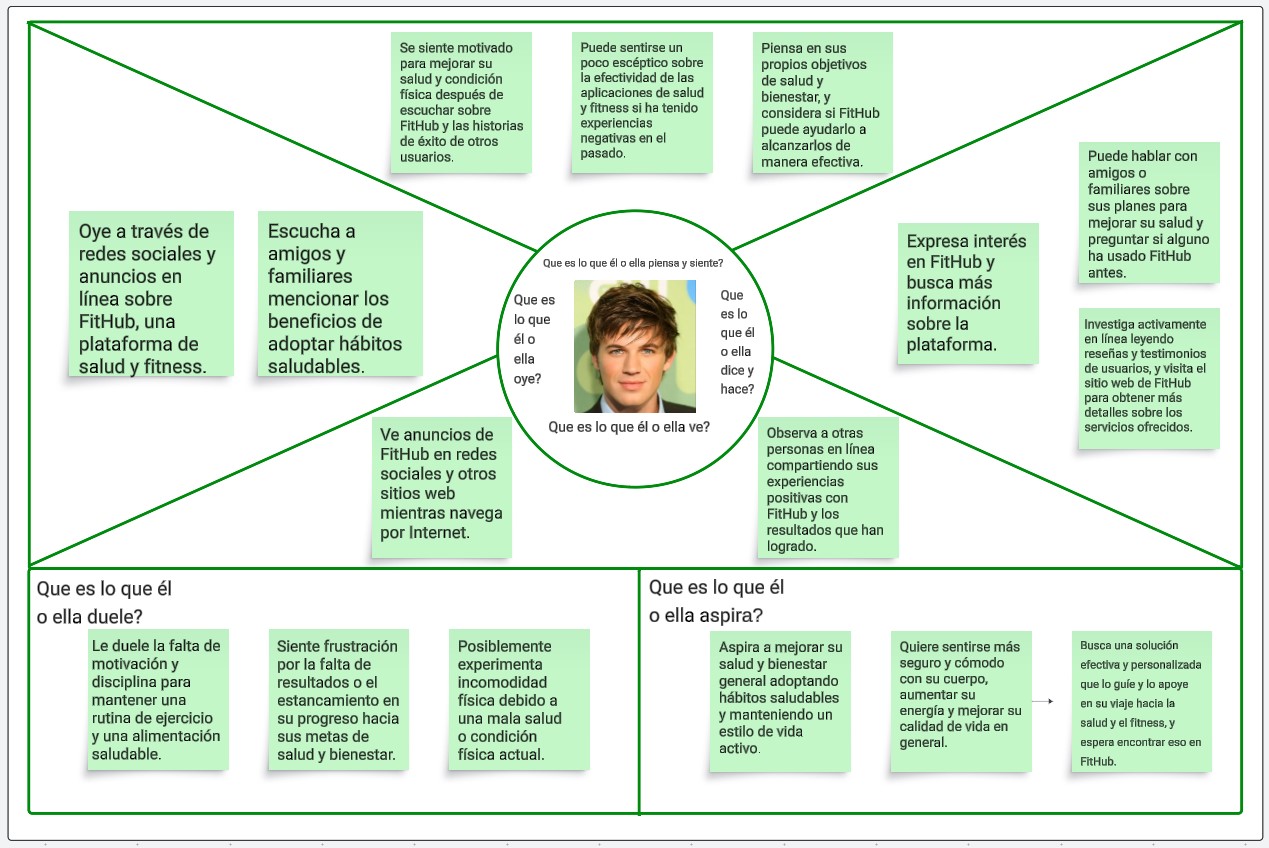 Se siente motivado
para mejorar su
salud y condición
física después de
escuchar sobre
FitHub y las historias
de éxito de otros
usuarios.
Puede sentirse un
poco escéptico sobre
la efectividad de las
aplicaciones de salud
y fitness si ha tenido
experiencias
negativas en el
pasado.
Piensa en sus
propios objetivos
de salud y
bienestar, y
considera si FitHub
puede ayudarlo a
alcanzarlos de
manera efectiva.
Oye a través de
redes sociales y
anuncios en
línea sobre
FitHub, una
plataforma de
salud y fitness.
Escucha a
amigos y
familiares
mencionar los
beneficios de
adoptar hábitos
saludables.
Que es lo que él o ella piensa y siente?
Que es
lo que
él o
ella
oye?
Que
es lo
que él
o ella
dice y
hace?
Que es lo que él o ella ve?
Expresa interés
en FitHub y
busca más
información
sobre la
plataforma.
Puede hablar con
amigos o
familiares sobre
sus planes para
mejorar su salud y
preguntar si alguno
ha usado FitHub
antes.
Investiga activamente
en línea leyendo
reseñas y testimonios
de usuarios, y visita el
sitio web de FitHub
para obtener más
detalles sobre los
servicios ofrecidos.
Ve anuncios de
FitHub en redes
sociales y otros
sitios web
mientras navega
por Internet.
Observa a otras
personas en línea
compartiendo sus
experiencias
positivas con
FitHub y los
resultados que han
logrado.
Que es lo que él
o ella duele?
Le duele la falta de
motivación y
disciplina para
mantener una
rutina de ejercicio
y una alimentación
saludable.
Siente frustración
por la falta de
resultados o el
estancamiento en
su progreso hacia
sus metas de
salud y bienestar.
Posiblemente
experimenta
incomodidad
física debido a
una mala salud
o condición
física actual.
Que es lo que él
o ella aspira?
Aspira a mejorar su
salud y bienestar
general adoptando
hábitos saludables
y manteniendo un
estilo de vida
activo.
Quiere sentirse más
seguro y cómodo
con su cuerpo,
aumentar su
energía y mejorar su
calidad de vida en
general.
Busca una solución
efectiva y personalizada
que lo guíe y lo apoye
en su viaje hacia la
salud y el fitness, y
espera encontrar eso en
FitHub.